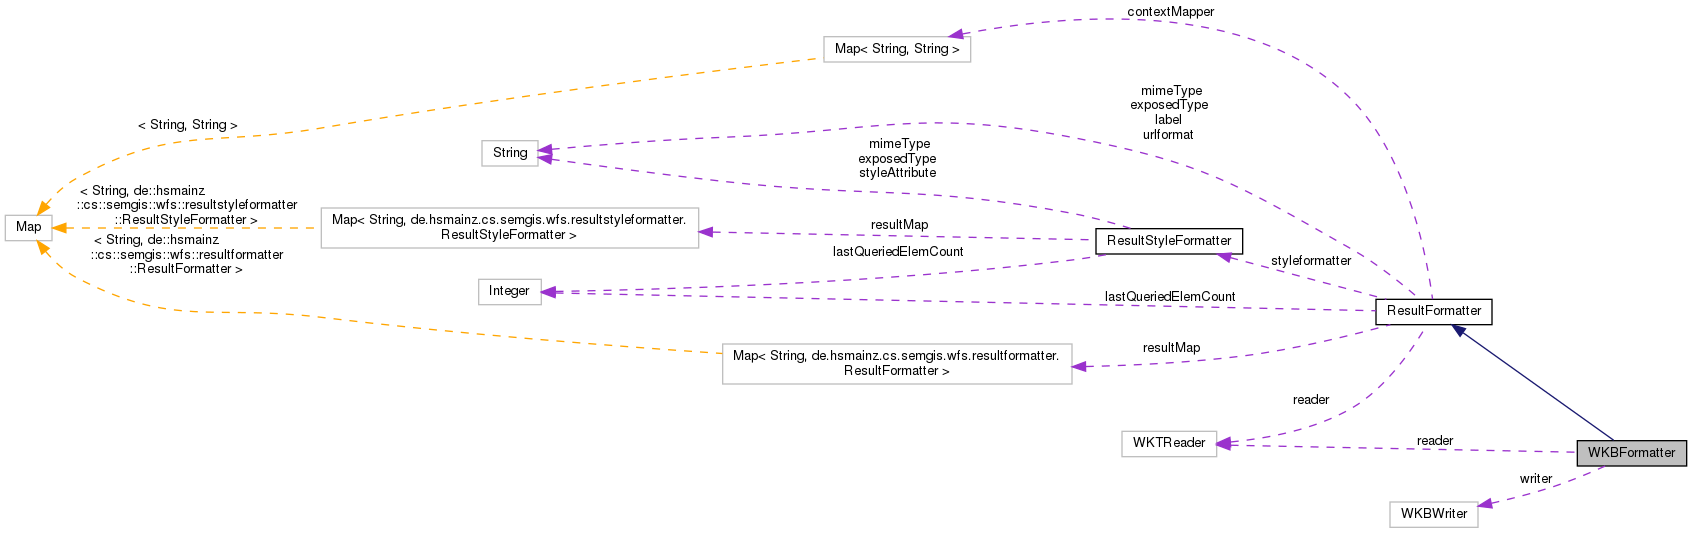 contextMapper
Map< String, String >
mimeType
exposedType
label
urlformat
< String, String >
String
mimeType
exposedType
styleAttribute
< String, de::hsmainz
::cs::semgis::wfs::resultstyleformatter
::ResultStyleFormatter >
Map
Map< String, de.hsmainz.cs.semgis.wfs.resultstyleformatter.
ResultStyleFormatter >
resultMap
ResultStyleFormatter
< String, de::hsmainz
::cs::semgis::wfs::resultformatter
::ResultFormatter >
lastQueriedElemCount
styleformatter
Integer
lastQueriedElemCount
ResultFormatter
Map< String, de.hsmainz.cs.semgis.wfs.resultformatter.
ResultFormatter >
resultMap
reader
WKTReader
reader
WKBFormatter
writer
WKBWriter